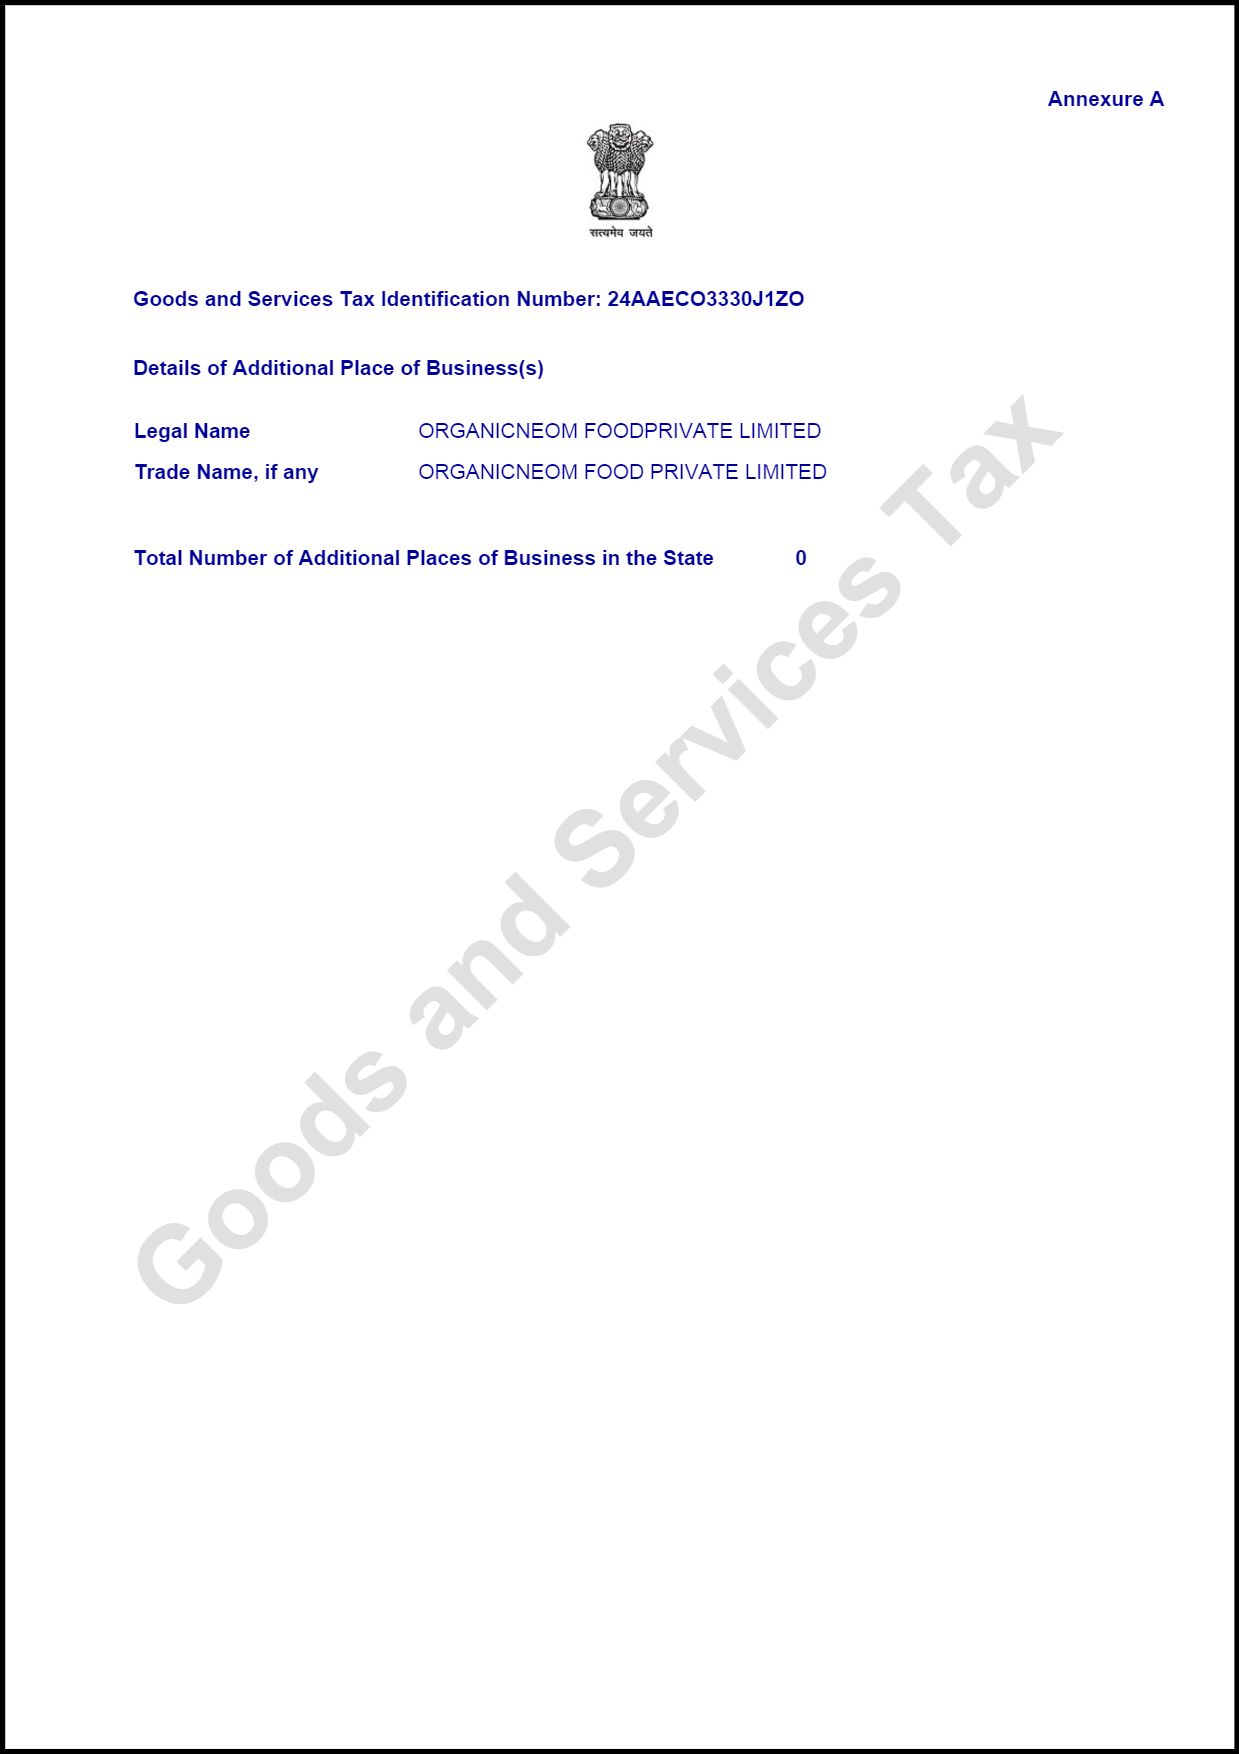 Annexure A
सत्यमेव जयते
Goods and Services Tax Identification Number: 24AAECO3330J1ZO
Details of Additional Place of Business(s)
Legal Name ORGANICNEOM FOODPRIVATE LIMITED
Trade Name, if any ORGANICNEOM FOOD PRIVATE LIMITED
Total Number of Additional Places of Business in the State 0
Goods and Services Tax